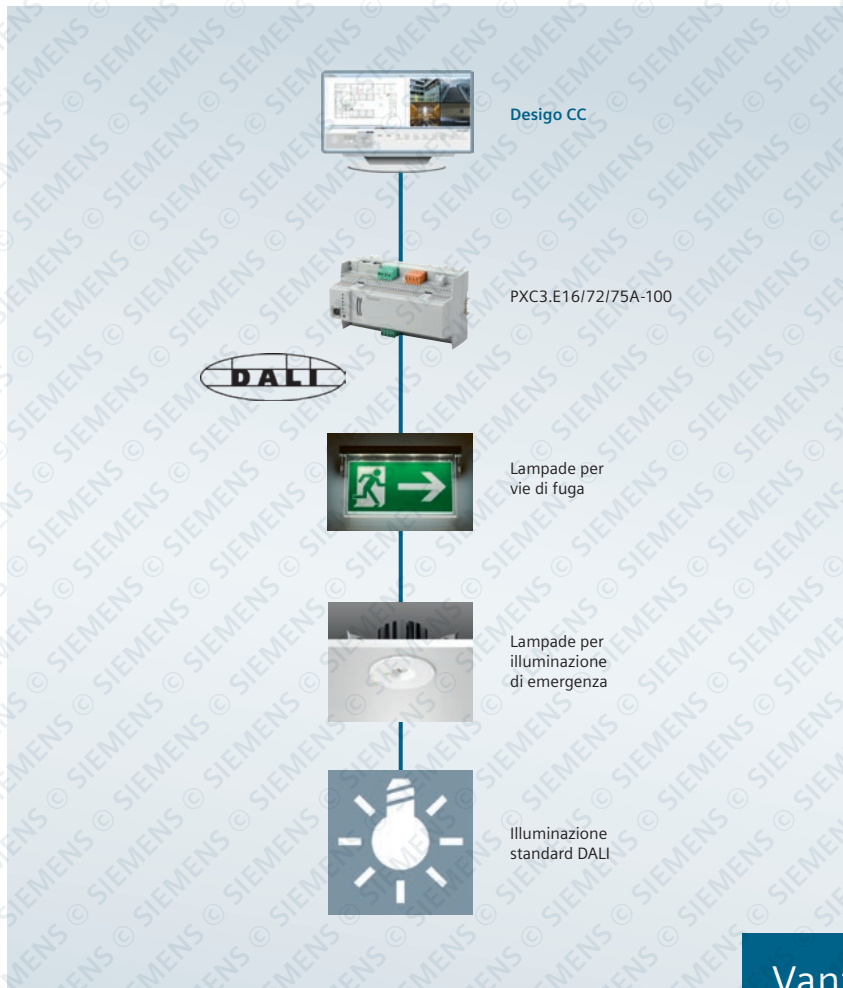 Desigo CC
PXC3.E16/72/75A-100
DALI
Lampade per
vie di fuga
Lampade per
illuminazione
di emergenza
Illuminazione
standard DALI
© SIEMENS